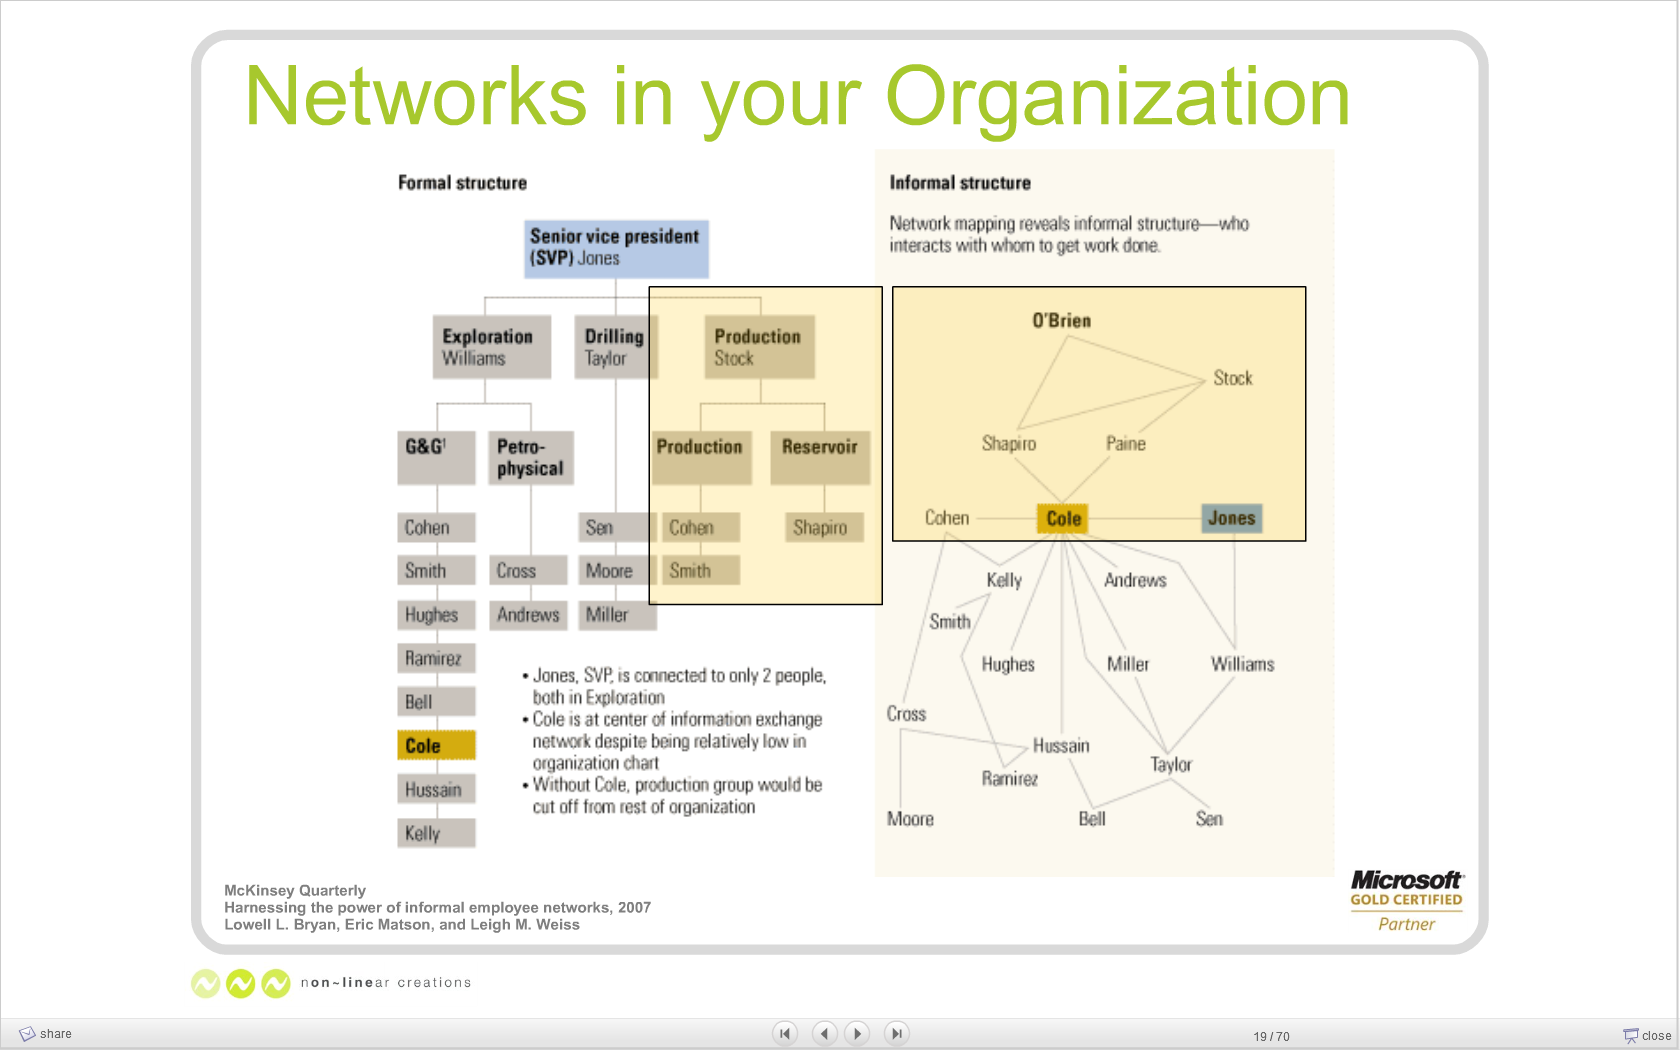 Networks in your Organization
Formal structure
Senior vice president
(SVP) Jones
Exploration
Williams
Drilling
Taylor
Production
Stock
G&G¹
Petro-
physical
Production
Reservoir
Cohen
Smith
Hughes
Ramirez
Bell
Cole
Hussain
Kelly
Cross
Andrews
Sen
Moore
Miller
Cohen
Smith
Shapiro
• Jones, SVP, is connected to only 2 people,
both in Exploration
• Cole is at center of information exchange
network despite being relatively low in
organization chart
• Without Cole, production group would be
cut off from rest of organization
Informal structure
Network mapping reveals informal structure—who
interacts with whom to get work done.
O'Brien
Stock
Shapiro
Paine
Cohen
Cole
Jones
Kelly
Andrews
Smith
Hughes
Miller
Williams
Cross
Hussain
Ramirez
Taylor
Moore
Bell
Sen
McKinsey Quarterly
Harnessing the power of informal employee networks, 2007
Lowell L. Bryan, Eric Matson, and Leigh M. Weiss
Microsoft
GOLD CERTIFIED
Partner
non~linear creations
share
19 / 70
close